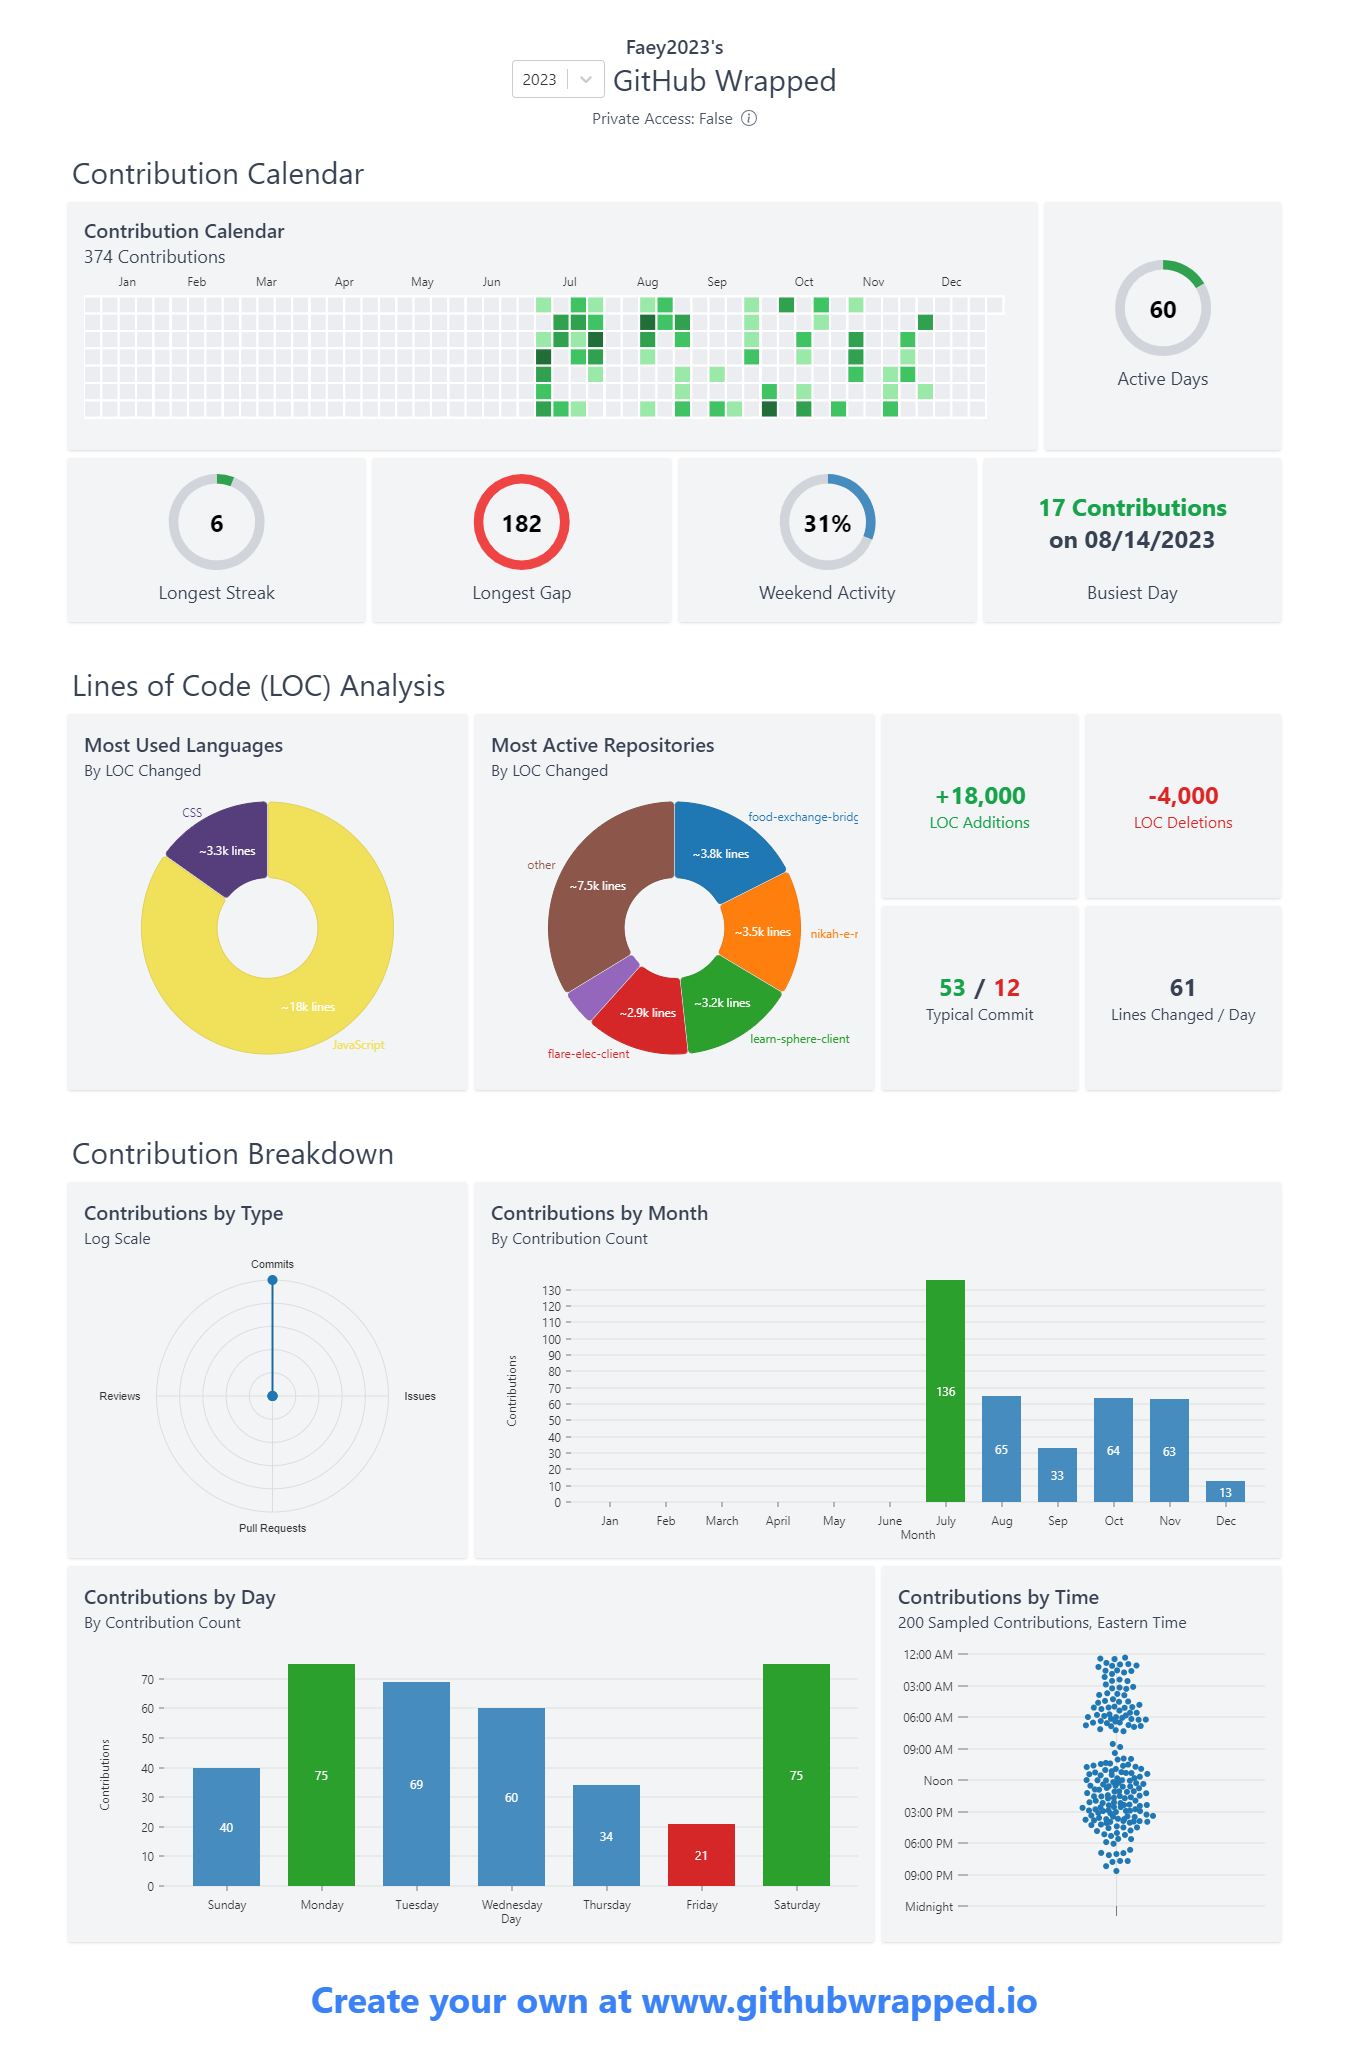 Faey2023's
2023 GitHub Wrapped
Private Access: False
Contribution Calendar
Contribution Calendar
374 Contributions
Jan Feb Mar Apr May Jun Jul Aug Sep Oct Nov Dec
60
Active Days
6
Longest Streak
182
Longest Gap
31%
Weekend Activity
17 Contributions
on 08/14/2023
Busiest Day
Lines of Code (LOC) Analysis
Most Used Languages
By LOC Changed
CSS
~3.3k lines
~18k lines
JavaScript
Most Active Repositories
By LOC Changed
food-exchange-bridg
~3.8k lines
other
~7.5k lines
~3.5k lines
nikah-e-r
~3.2k lines
~2.9k lines
learn-sphere-client
flare-elec-client
+18,000
LOC Additions
-4,000
LOC Deletions
53 / 12
Typical Commit
61
Lines Changed / Day
Contribution Breakdown
Contributions by Type
Log Scale
Commits
Reviews
Issues
Pull Requests
Contributions by Month
By Contribution Count
Contributions
130
120
110
100
90
80
70
60
50
40
30
20
10
0
136
65
33
64
63
13
Jan Feb March April May June July Aug Sep Oct Nov Dec
Month
Contributions by Day
By Contribution Count
Contributions
70
60
50
40
30
20
10
0
40
75
69
60
34
21
75
Sunday Monday Tuesday Wednesday Thursday Friday Saturday
Day
Contributions by Time
200 Sampled Contributions, Eastern Time
12:00 AM
03:00 AM
06:00 AM
09:00 AM
Noon
03:00 PM
06:00 PM
09:00 PM
Midnight
Create your own at www.githubwrapped.io